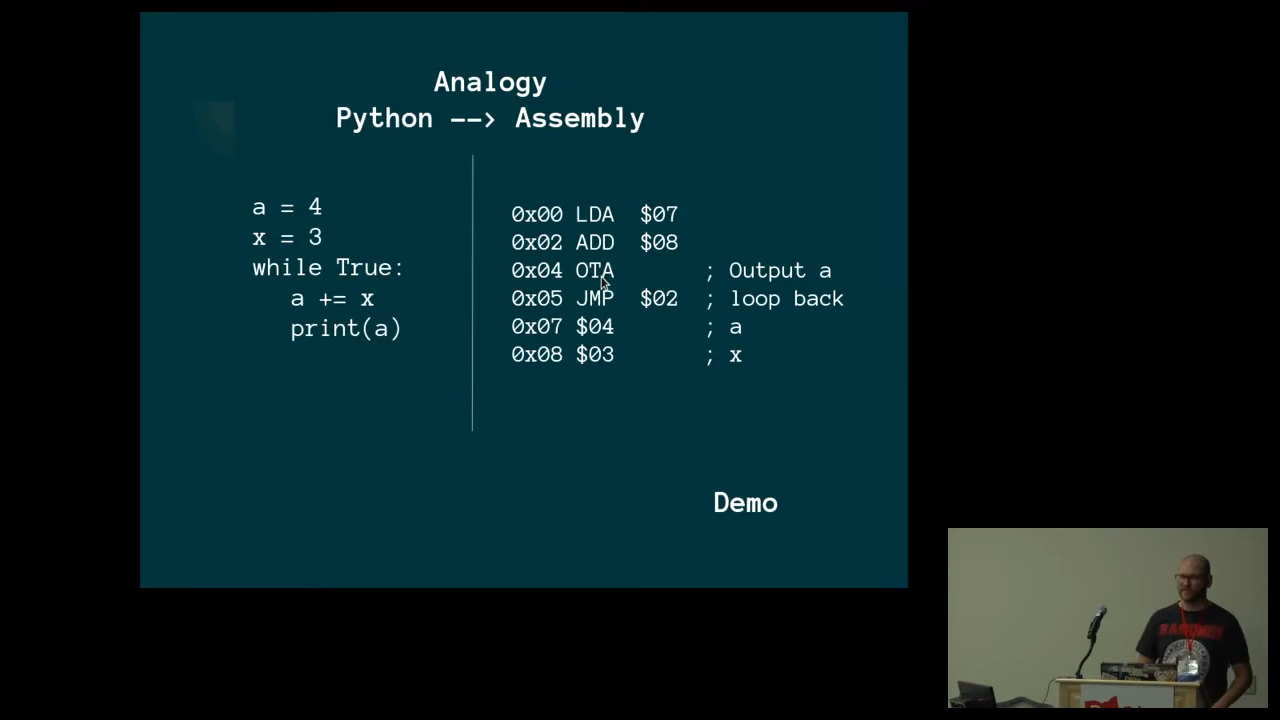 Analogy
Python --> Assembly
a = 4
x = 3
while True:
a += x
print(a)
0x00 LDA $07
0x02 ADD $08
0x04 OTA ; Output a
0x05 JMP $02 ; loop back
0x07 $04 ; a
0x08 $03 ; x
Demo
RAMONES